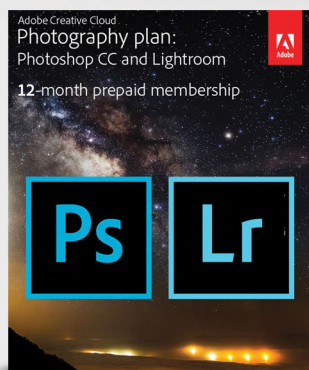 Adobe Creative Cloud
Photography plan:
Photoshop CC and Lightroom
Adobe
12-month prepaid membership
Ps
Lr